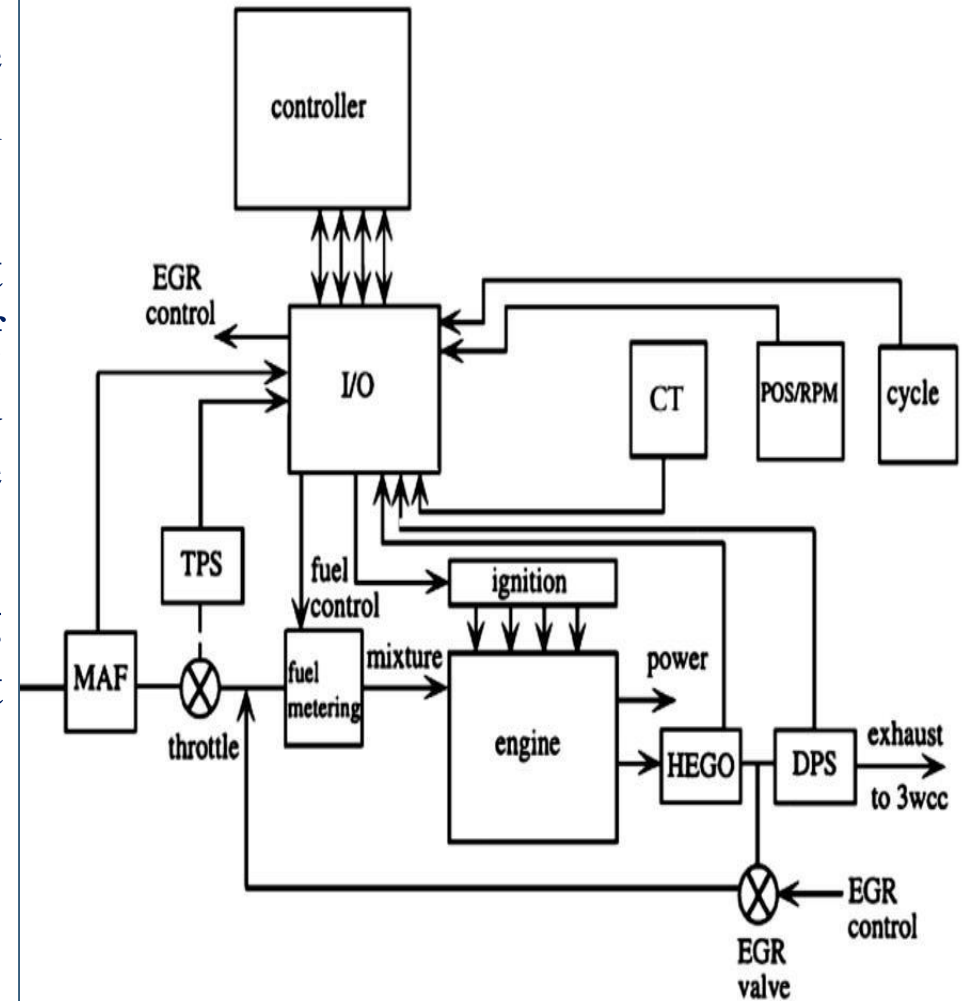 controller
EGR
control
I/O
CT
POS/RPM
cycle
TPS
fuel
control
ignition
MAF
throttle
fuel
metering
mixture
engine
power
HEGO
DPS
exhaust
to 3wcc
EGR
control
EGR
valve